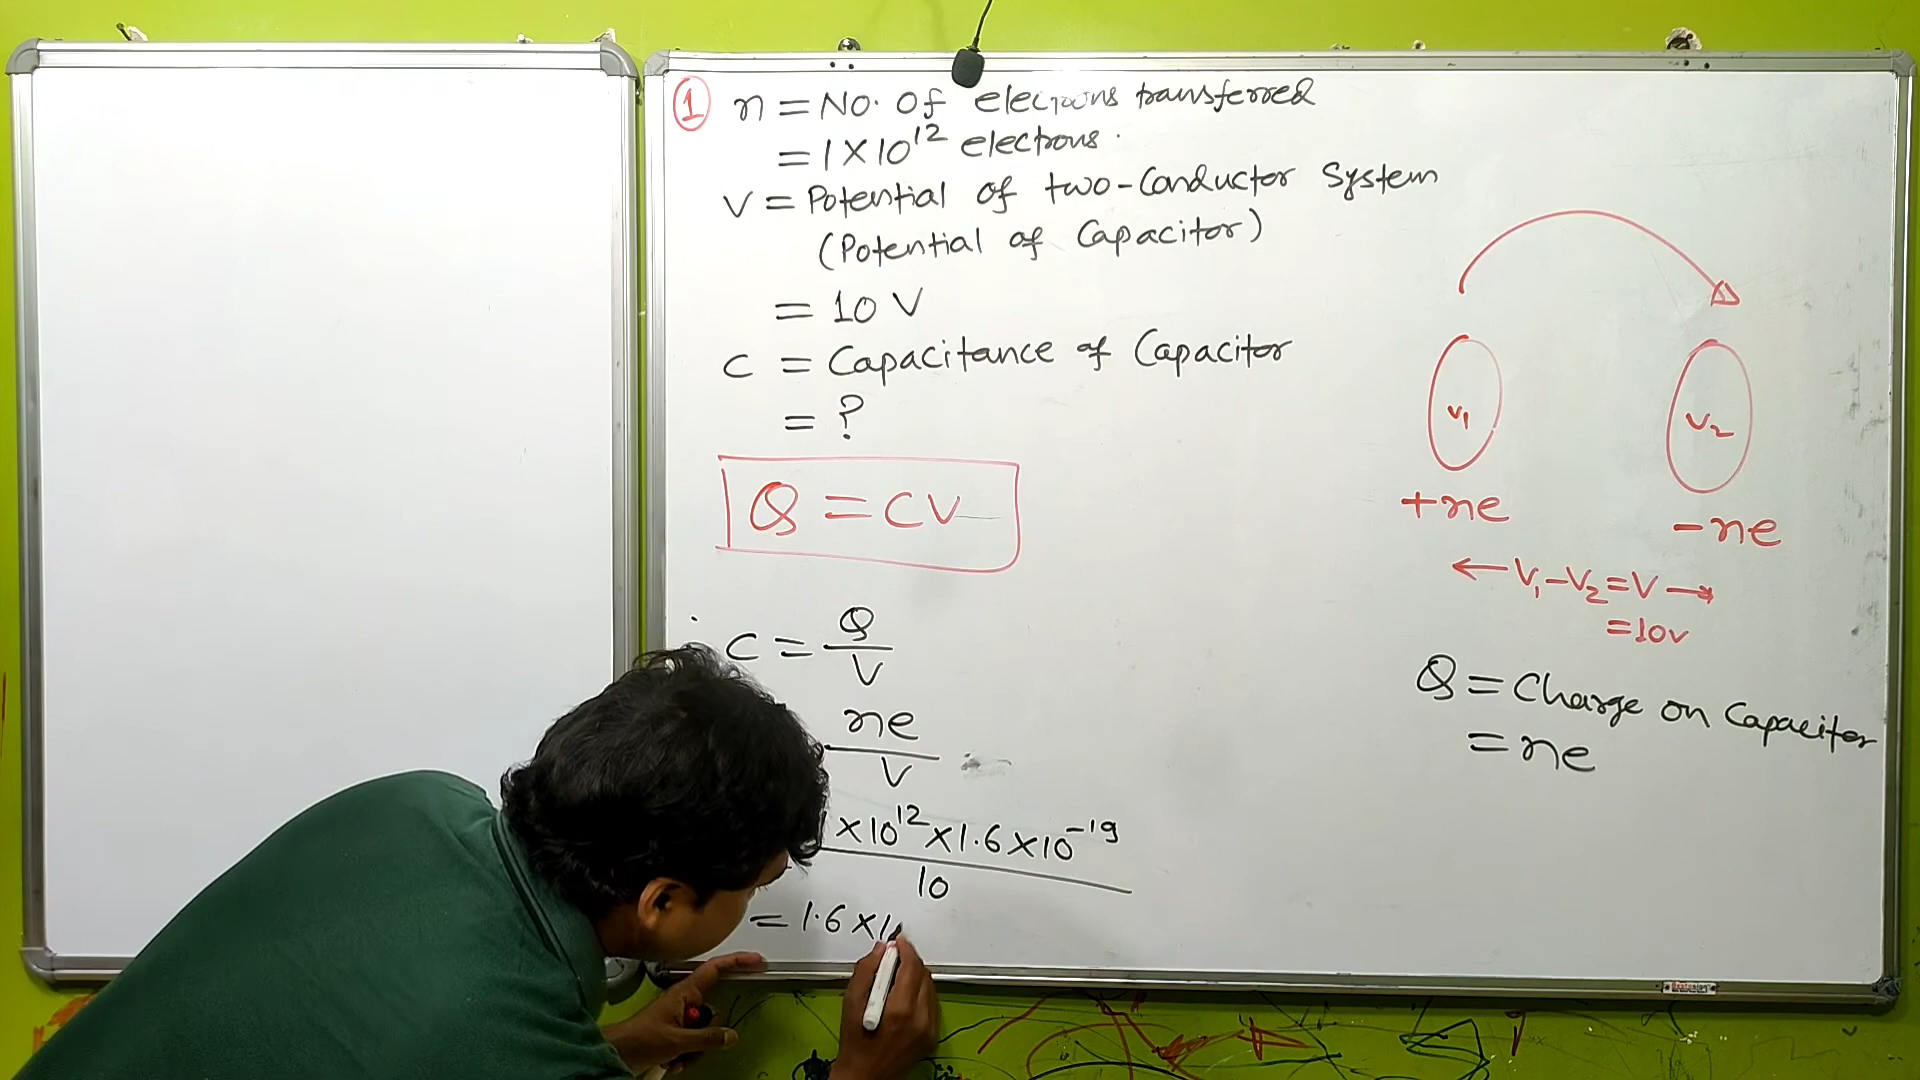 1 n = No. Of electrons transferred
= 1 × 10¹² electrons.
V = Potential of two-Conductor System
(Potential of Capacitor)
= 10 V
C = Capacitance of Capacitor
= ?
Q = CV
C = Q/V
ne/V
1 × 10¹² × 1.6 × 10⁻¹⁹ / 10
= 1.6 × 1
V₁
V₂
+ne
-ne
← V₁-V₂ = V →
= 10V
Q = Charge on Capacitor
= ne